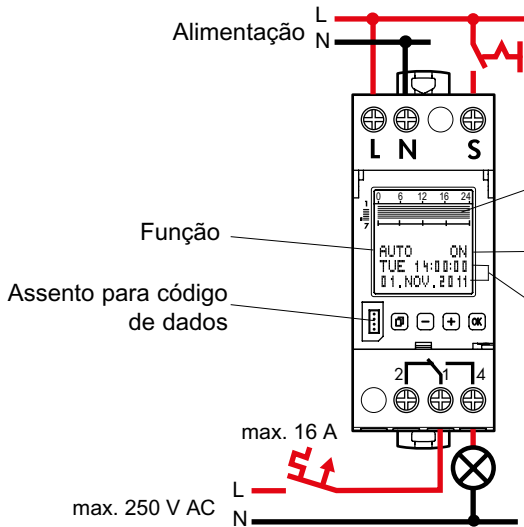 L
Alimentação
N
L N S
0 6 12 16 24
1
7
Função
AUTO ON
TUE 14:00:00
01.NOV.2011
Assento para código
de dados
− + OK
2 1 4
max. 16 A
L
max. 250 V AC
N